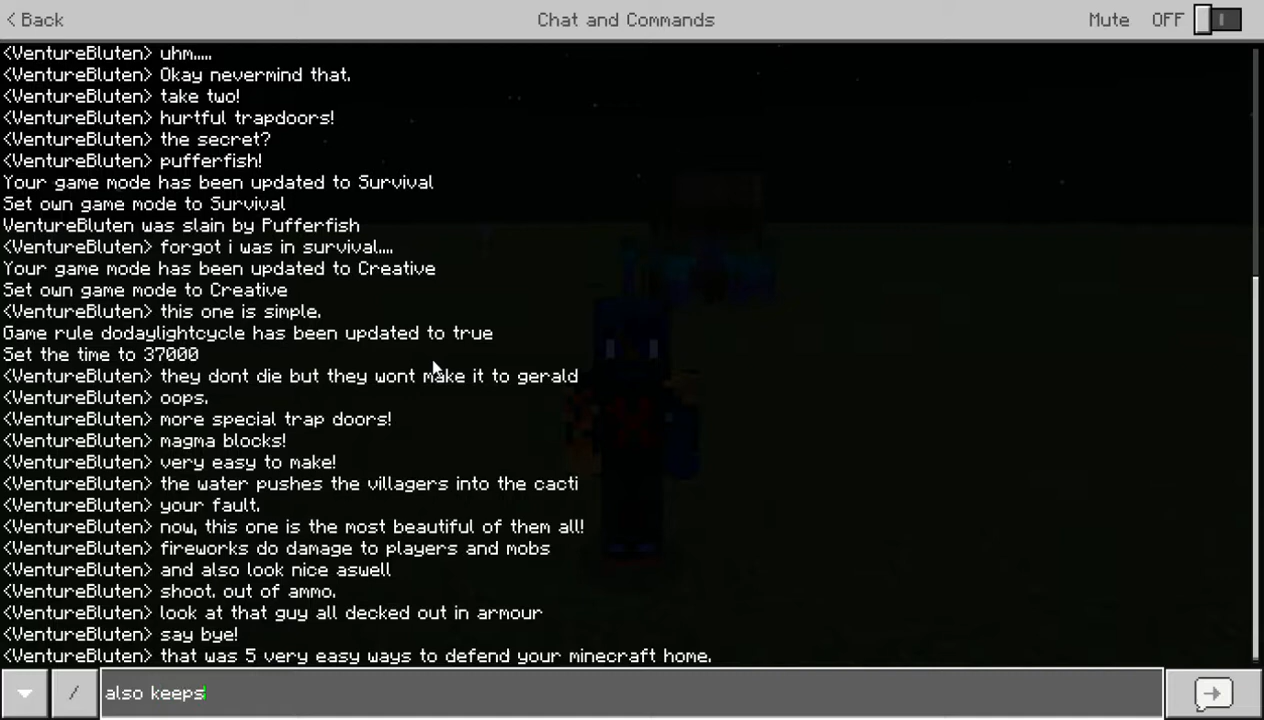 < Back
Chat and Commands
Mute OFF
<VentureBluten> uhm.....
<VentureBluten> Okay nevermind that.
<VentureBluten> take two!
<VentureBluten> hurtful trapdoors!
<VentureBluten> the secret?
<VentureBluten> pufferfish!
Your game mode has been updated to Survival
Set own game mode to Survival
VentureBluten was slain by Pufferfish
<VentureBluten> forgot i was in survival....
Your game mode has been updated to Creative
Set own game mode to Creative
<VentureBluten> this one is simple.
Game rule dodaylightcycle has been updated to true
Set the time to 37000
<VentureBluten> they dont die but they wont make it to gerald
<VentureBluten> oops.
<VentureBluten> more special trap doors!
<VentureBluten> magma blocks!
<VentureBluten> very easy to make!
<VentureBluten> the water pushes the villagers into the cacti
<VentureBluten> your fault.
<VentureBluten> now, this one is the most beautiful of them all!
<VentureBluten> fireworks do damage to players and mobs
<VentureBluten> and also look nice aswell
<VentureBluten> shoot. out of ammo.
<VentureBluten> look at that guy all decked out in armour
<VentureBluten> say bye!
<VentureBluten> that was 5 very easy ways to defend your minecraft home.
/ also keeps